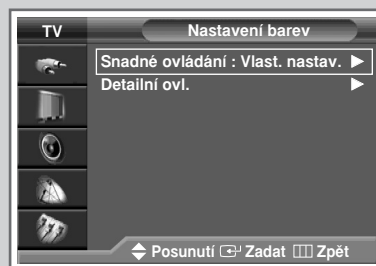 TV
Nastavení barev
Snadné ovládání : Vlast. nastav.
Detailní ovl.
Posunutí Zadat Zpět